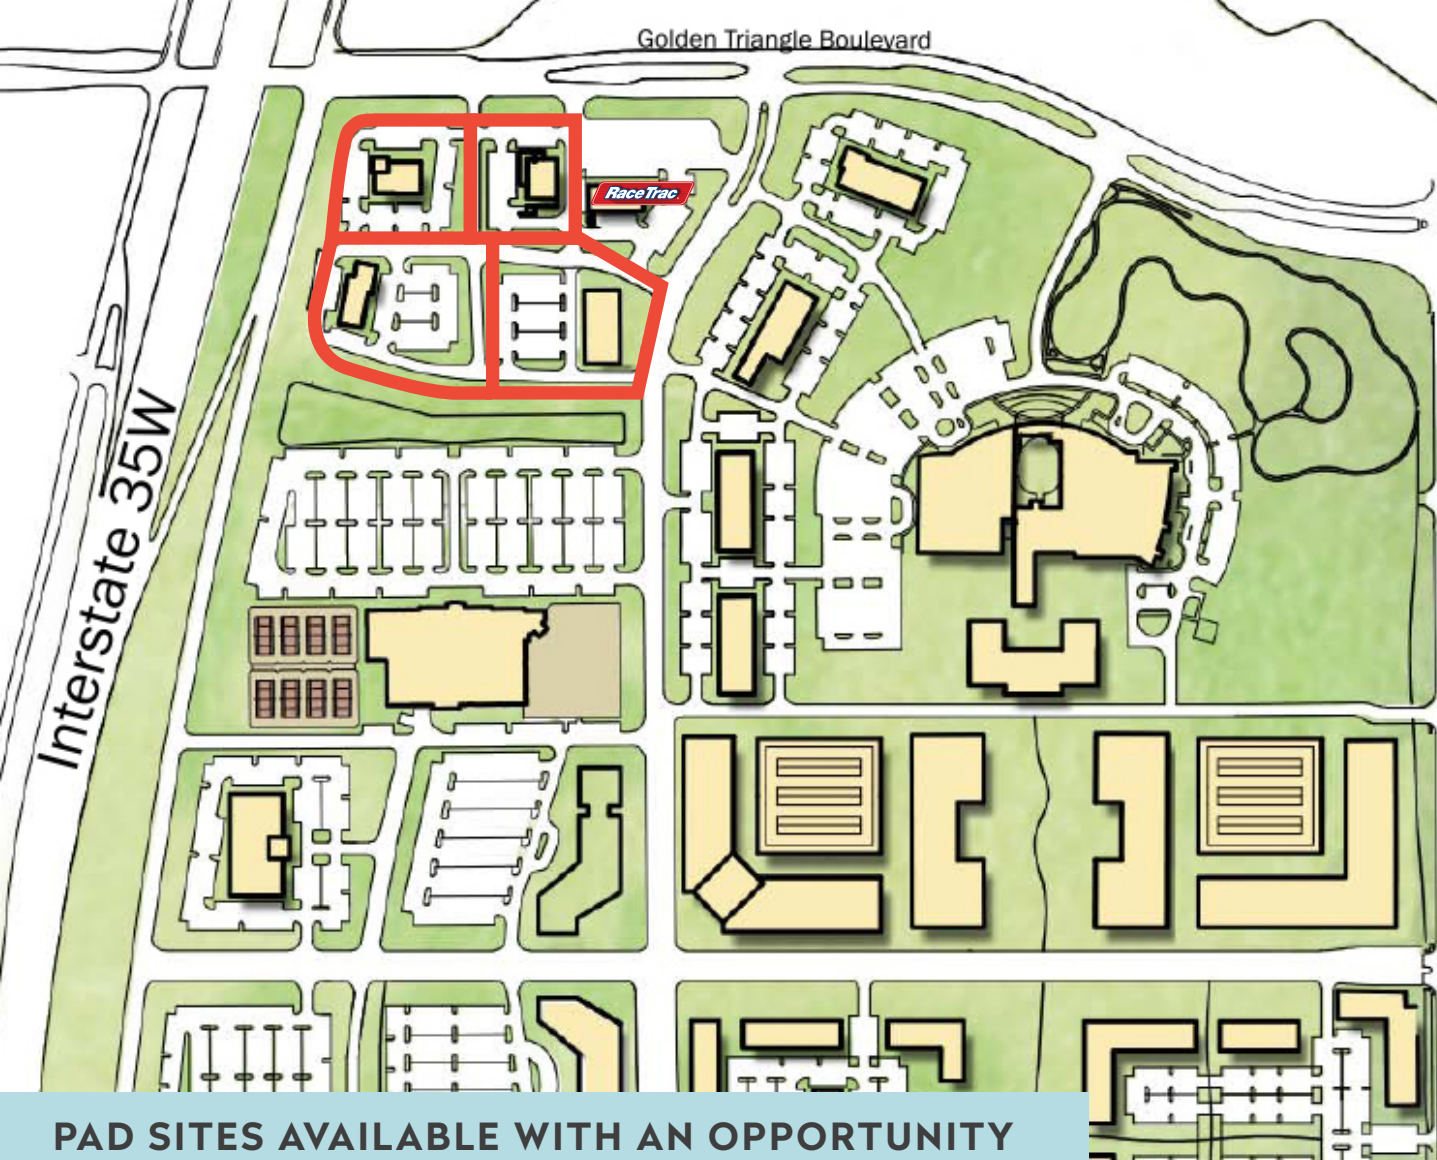 Golden Triangle Boulevard
RaceTrac
Interstate 35W
PAD SITES AVAILABLE WITH AN OPPORTUNITY